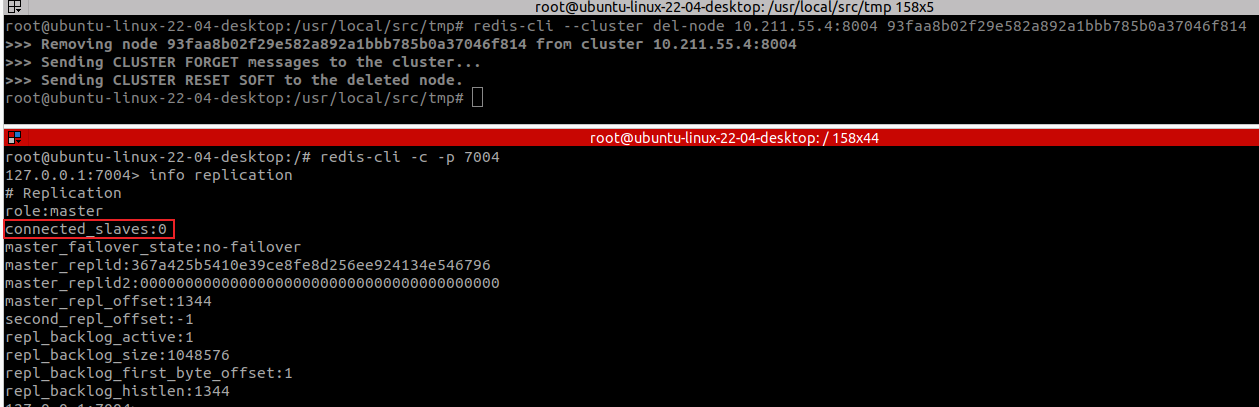 root@ubuntu-linux-22-04-desktop: /usr/local/src/tmp 158x5
root@ubuntu-linux-22-04-desktop:/usr/local/src/tmp# redis-cli --cluster del-node 10.211.55.4:8004 93faa8b02f29e582a892a1bbb785b0a37046f814
>>> Removing node 93faa8b02f29e582a892a1bbb785b0a37046f814 from cluster 10.211.55.4:8004
>>> Sending CLUSTER FORGET messages to the cluster...
>>> Sending CLUSTER RESET SOFT to the deleted node.
root@ubuntu-linux-22-04-desktop:/usr/local/src/tmp#
root@ubuntu-linux-22-04-desktop: / 158x44
root@ubuntu-linux-22-04-desktop:/# redis-cli -c -p 7004
127.0.0.1:7004> info replication
# Replication
role:master
connected_slaves:0
master_failover_state:no-failover
master_replid:367a425b5410e39ce8fe8d256ee924134e546796
master_replid2:0000000000000000000000000000000000000000
master_repl_offset:1344
second_repl_offset:-1
repl_backlog_active:1
repl_backlog_size:1048576
repl_backlog_first_byte_offset:1
repl_backlog_histlen:1344
127.0.0.1:7004>